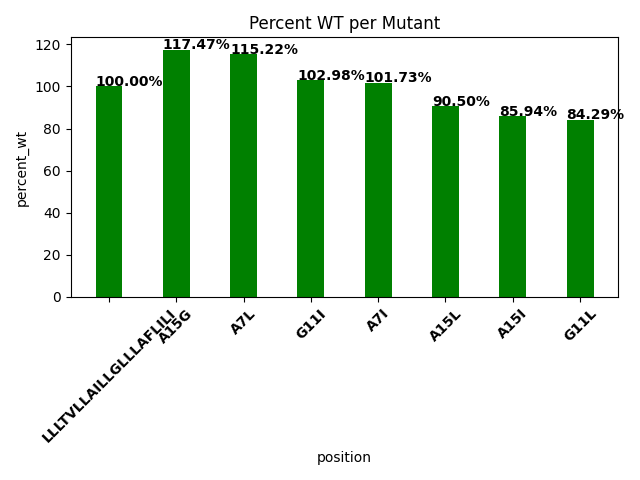 Percent WT per Mutant
percent_wt
120
100
80
60
40
20
0
100.00%
117.47%
115.22%
102.98%
101.73%
90.50%
85.94%
84.29%
LLLTVLLAILLGLLLAFLILI
A15G
A7L
G11I
A7I
A15L
A15I
G11L
position